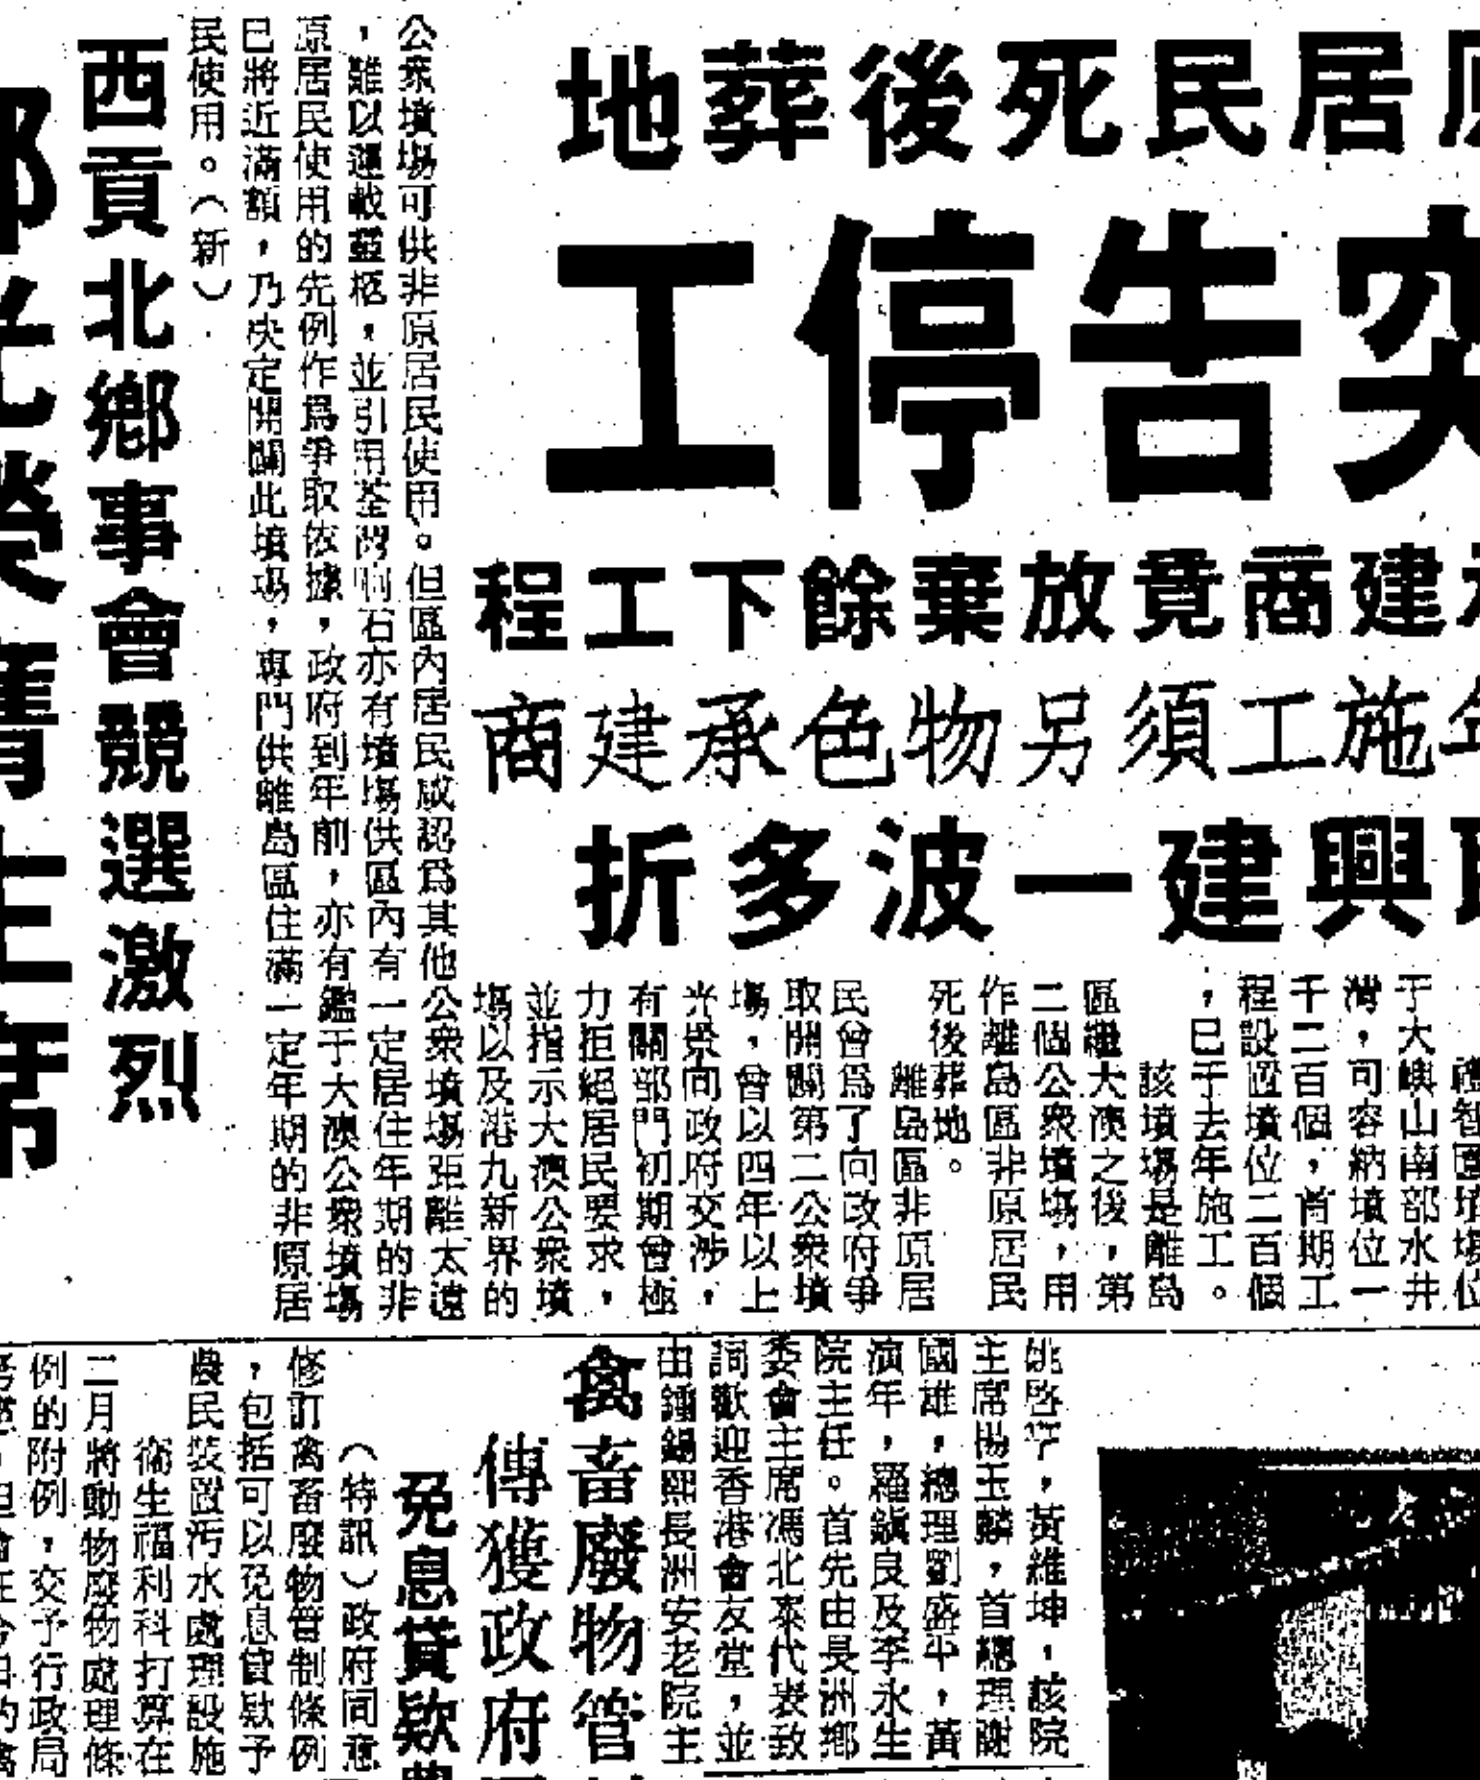 居民死後葬地
突告停工
建商竟放棄餘下工程
施工須另物色承建商
興建一波多折
于大嶼山南部水井
灣，可容納墳位一
千二百個，首期工
程設置墳位二百個
，已于去年施工。
該墳場是離島
區繼大澳之後，第
二個公衆墳場，用
作離島區非原居民
死後葬地。
離島區非原居
民曾爲了向政府爭
取開闢第二公衆墳
場，曾以四年以上
光景向政府交涉，
有關部門初期曾極
力拒絕居民要求，
並指示大澳公衆墳
場以及港九新界的
公衆墳場可供非原居民使用。但區內居民咸認爲其他公衆墳場距離太遠
，難以運載靈柩，並引用荃灣 石亦有墳場供區內有一定居住年期的非
原居民使用的先例作爲爭取依據，政府到年前，亦有鑑于大澳公衆墳場
已將近滿額，乃决定開闢此墳場，專門供離島區住滿一定年期的非原居
民使用。（新）
西貢北鄉事會競選激烈
主席
黃維坤，該院
主席楊玉麟，首總理謝
國雄，總理劉盛平，黃
演年，羅鎮良及李永生
院主任。首先由長洲鄉
委會主席馮北來代表致
詞歡迎香港會友堂，並
由鍾錫熙長洲安老院主
禽畜廢物管
傳獲政府
免息貸款
（特訊）政府同意
修訂禽畜廢物管制條例
，包括可以免息貸款予
農民裝置污水處理設施
衞生福利科打算在
二月將動物廢物處理條
例的附例，交予行政局